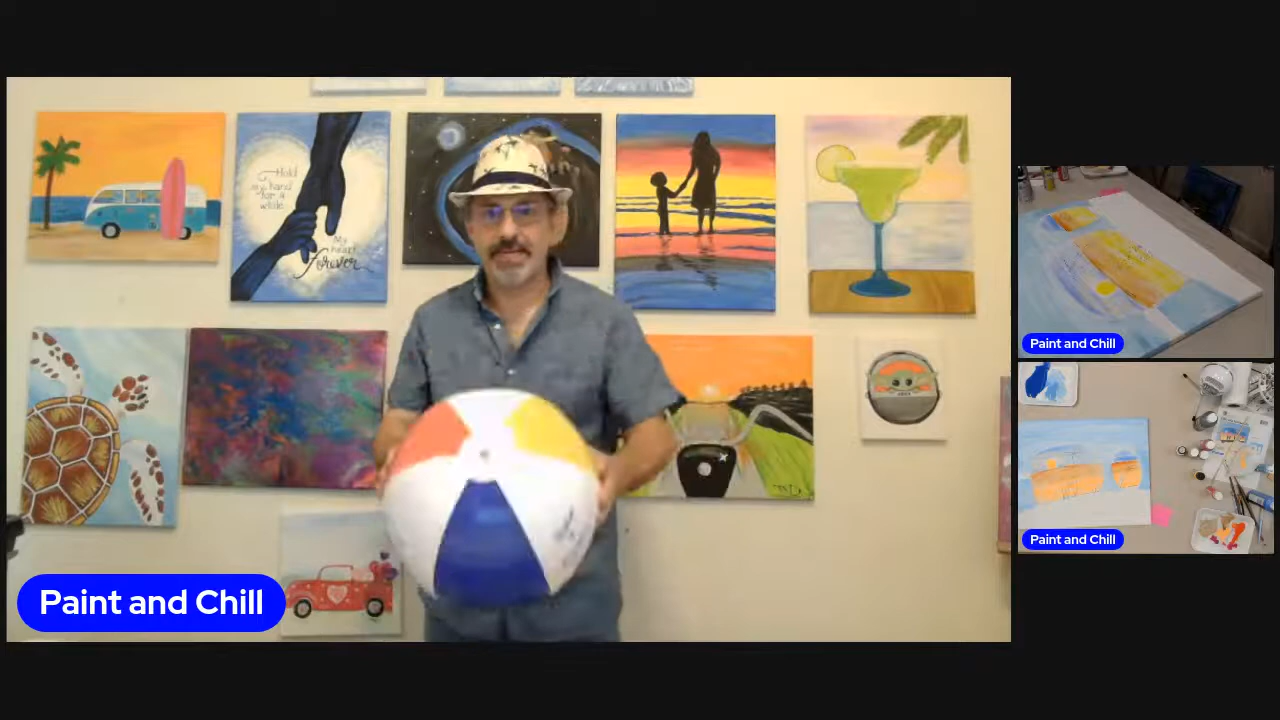 Hold
my hand
for a
while
My
heart
forever
Paint and Chill
Paint and Chill
Paint and Chill